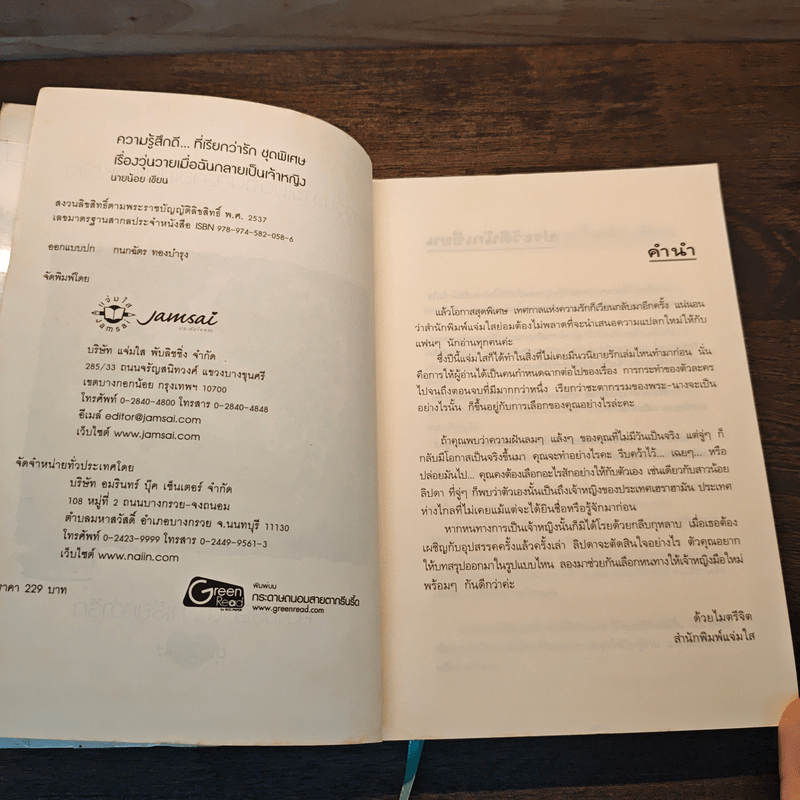 ความรู้สึกดี... ที่เรียกว่ารัก ชุดพิเศษ
เรื่องวุ่นวายเมื่อฉันกลายเป็นเจ้าหญิง
นายน้อย เขียน
สงวนลิขสิทธิ์ตามพระราชบัญญัติลิขสิทธิ์ พ.ศ. 2537
เลขมาตรฐานสากลประจำหนังสือ ISBN 978-974-582-058-6
ออกแบบปก กนกฉัตร ทองบำรุง
จัดพิมพ์โดย
แจ่มใส
Jamsai
Jamsai
บริษัท แจ่มใส พับลิชชิ่ง จำกัด
285/33 ถนนจรัญสนิทวงศ์ แขวงบางขุนศรี
เขตบางกอกน้อย กรุงเทพฯ 10700
โทรศัพท์ 0-2840-4800 โทรสาร 0-2840-4848
อีเมล์ editor@jamsai.com
เว็บไซต์ www.jamsai.com
จัดจำหน่ายทั่วประเทศโดย
บริษัท อมรินทร์ บุ๊ค เซ็นเตอร์ จำกัด
108 หมู่ที่ 2 ถนนบางกรวย-จงถนอม
ตำบลมหาสวัสดิ์ อำเภอบางกรวย จ.นนทบุรี 11130
โทรศัพท์ 0-2423-9999 โทรสาร 0-2449-9561-3
เว็บไซต์ www.naiin.com
ราคา 229 บาท
Green
Read
พิมพ์บน
กระดาษถนอมสายตากรีนรี้ด
www.greenread.com
คำนำ
แล้วโอกาสสุดพิเศษ เทศกาลแห่งความรักก็เวียนกลับมาอีกครั้ง แน่นอน
ว่าสำนักพิมพ์แจ่มใสย่อมต้องไม่พลาดที่จะนำเสนอความแปลกใหม่ให้กับ
แฟนๆ นักอ่านทุกคนค่ะ
ซึ่งปีนี้แจ่มใสก็ได้ทำในสิ่งที่ไม่เคยมีนวนิยายรักเล่มไหนทำมาก่อน นั่น
คือการให้ผู้อ่านได้เป็นคนกำหนดฉากต่อไปของเรื่อง การกระทำของตัวละคร
ไปจนถึงตอนจบที่มีมากกว่าหนึ่ง เรียกว่าชะตากรรมของพระ-นางจะเป็น
อย่างไรนั้น ก็ขึ้นอยู่กับการเลือกของคุณอย่างไรล่ะคะ
ถ้าคุณพบว่าความฝันลมๆ แล้งๆ ของคุณที่ไม่มีวันเป็นจริง แต่จู่ๆ ก็
กลับมีโอกาสเป็นจริงขึ้นมา คุณจะทำอย่างไรคะ รีบคว้าไว้... เฉยๆ... หรือ
ปล่อยมันไป... คุณคงต้องเลือกอะไรสักอย่างให้กับตัวเอง เช่นเดียวกับสาวน้อย
ลิปดา ที่จู่ๆ ก็พบว่าตัวเองนั้นเป็นถึงเจ้าหญิงของประเทศเฮราฮามัน ประเทศ
ห่างไกลที่ไม่เคยแม้แต่จะได้ยินชื่อหรือรู้จักมาก่อน
หากหนทางการเป็นเจ้าหญิงนั้นก็มิได้โรยด้วยกลีบกุหลาบ เมื่อเธอต้อง
เผชิญกับอุปสรรคครั้งแล้วครั้งเล่า ลิปดาจะตัดสินใจอย่างไร ตัวคุณอยาก
ให้บทสรุปออกมาในรูปแบบไหน ลองมาช่วยกันเลือกหนทางให้เจ้าหญิงมือใหม่
พร้อมๆ กันดีกว่าค่ะ
ด้วยไมตรีจิต
สำนักพิมพ์แจ่มใส